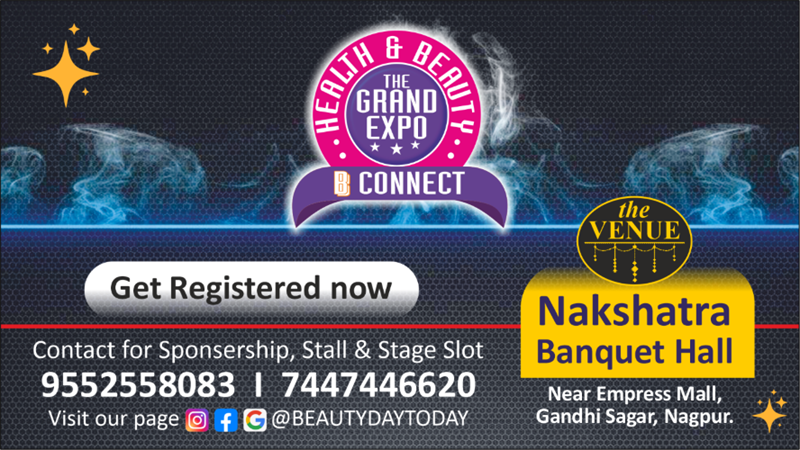 HEALTH & BEAUTY
THE
GRAND
EXPO
B CONNECT
the
VENUE
Get Registered now
Nakshatra
Banquet Hall
Contact for Sponsership, Stall & Stage Slot
9552558083 I 7447446620
Near Empress Mall,
Gandhi Sagar, Nagpur.
Visit our page @BEAUTYDAYTODAY